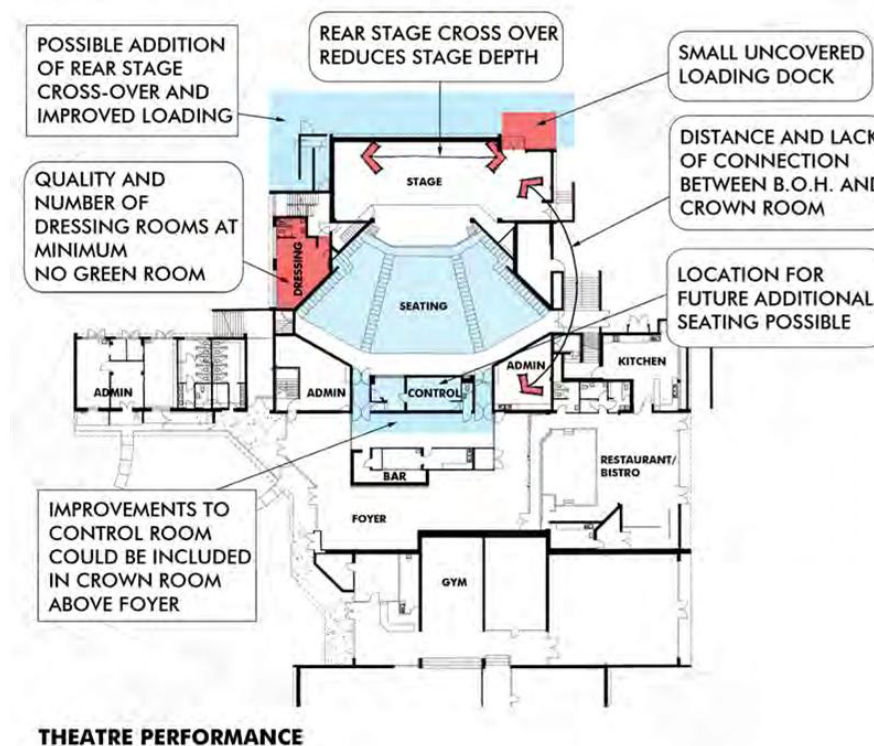 POSSIBLE ADDITION
OF REAR STAGE
CROSS-OVER AND
IMPROVED LOADING
REAR STAGE CROSS OVER
REDUCES STAGE DEPTH
SMALL UNCOVERED
LOADING DOCK
DISTANCE AND LACK
OF CONNECTION
BETWEEN B.O.H. AND
CROWN ROOM
QUALITY AND
NUMBER OF
DRESSING ROOMS AT
MINIMUM
NO GREEN ROOM
LOCATION FOR
FUTURE ADDITIONAL
SEATING POSSIBLE
STAGE
DRESSING
SEATING
ADMIN
ADMIN
CONTROL
ADMIN
KITCHEN
RESTAURANT/
BISTRO
BAR
FOYER
GYM
IMPROVEMENTS TO
CONTROL ROOM
COULD BE INCLUDED
IN CROWN ROOM
ABOVE FOYER
THEATRE PERFORMANCE